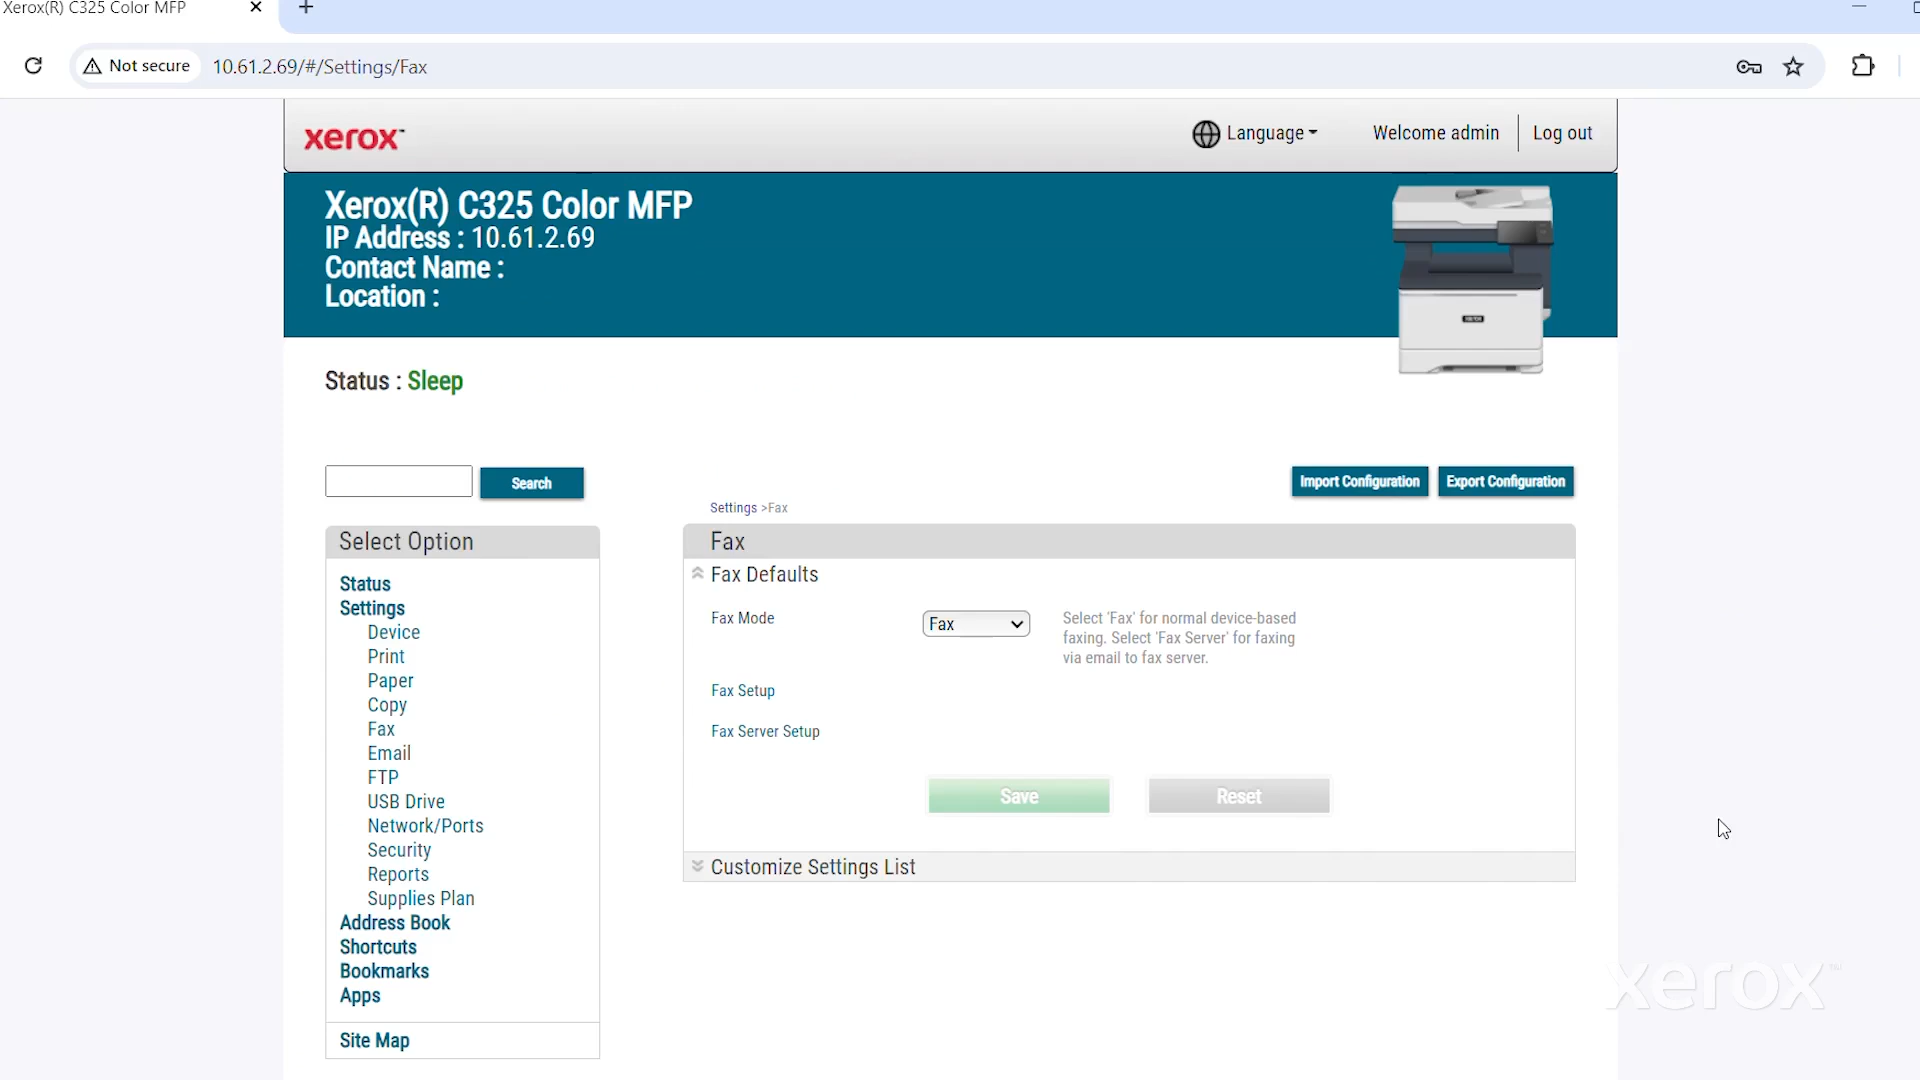 Xerox(R) C325 Color MFP
Not secure
10.61.2.69/#/Settings/Fax
xerox™
Language
Welcome admin
Log out
Xerox(R) C325 Color MFP
IP Address : 10.61.2.69
Contact Name :
Location :
xerox
Status : Sleep
Search
Import Configuration
Export Configuration
Settings >Fax
Select Option
Status
Settings
Device
Print
Paper
Copy
Fax
Email
FTP
USB Drive
Network/Ports
Security
Reports
Supplies Plan
Address Book
Shortcuts
Bookmarks
Apps
Site Map
Fax
Fax Defaults
Fax Mode
Fax
Select 'Fax' for normal device-based
faxing. Select 'Fax Server' for faxing
via email to fax server.
Fax Setup
Fax Server Setup
Save
Reset
Customize Settings List
xerox™